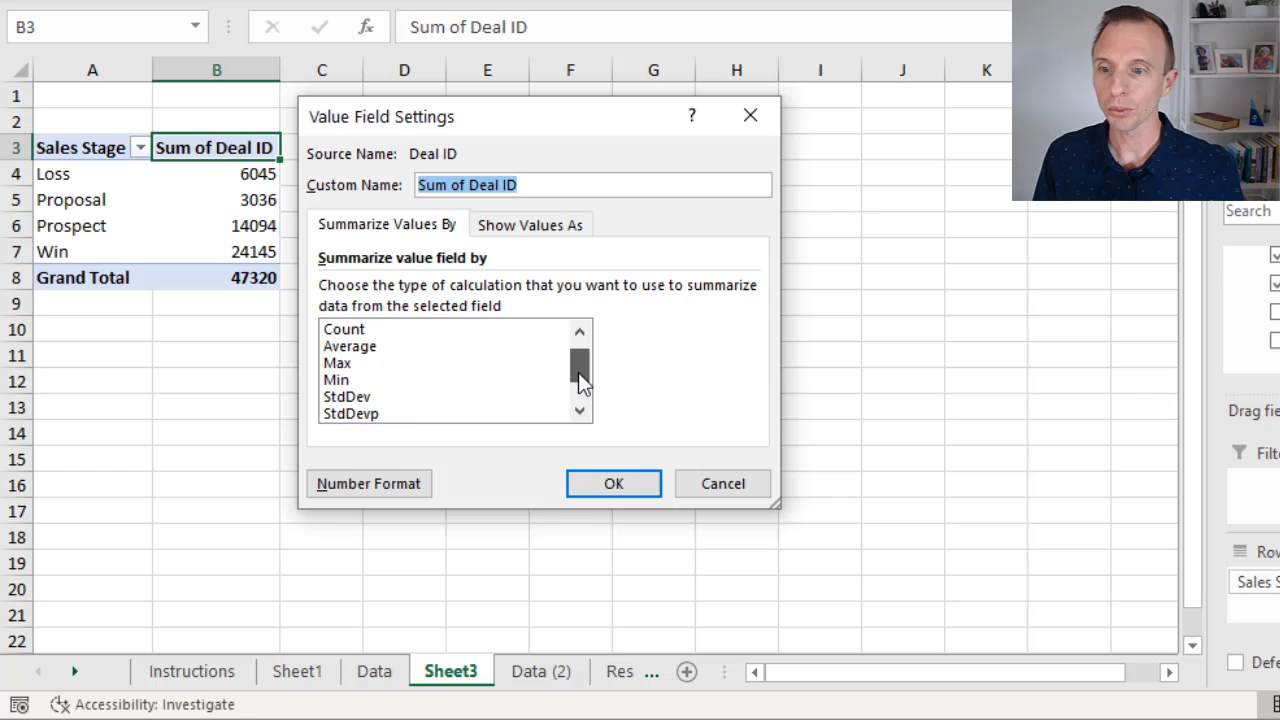 B3
fx
Sum of Deal ID
A B C D E F G H I J K
1
2
3 Sales Stage Sum of Deal ID
4 Loss 6045
5 Proposal 3036
6 Prospect 14094
7 Win 24145
8 Grand Total 47320
9
10
11
12
13
14
15
16
17
18
19
20
21
22
Value Field Settings
?
Source Name: Deal ID
Custom Name: Sum of Deal ID
Summarize Values By Show Values As
Summarize value field by
Choose the type of calculation that you want to use to summarize
data from the selected field
Count
Average
Max
Min
StdDev
StdDevp
Number Format OK Cancel
Search
Drag fie
Filt
Rov
Sales S
Defe
Instructions Sheet1 Data Sheet3 Data (2) Res ...
Accessibility: Investigate